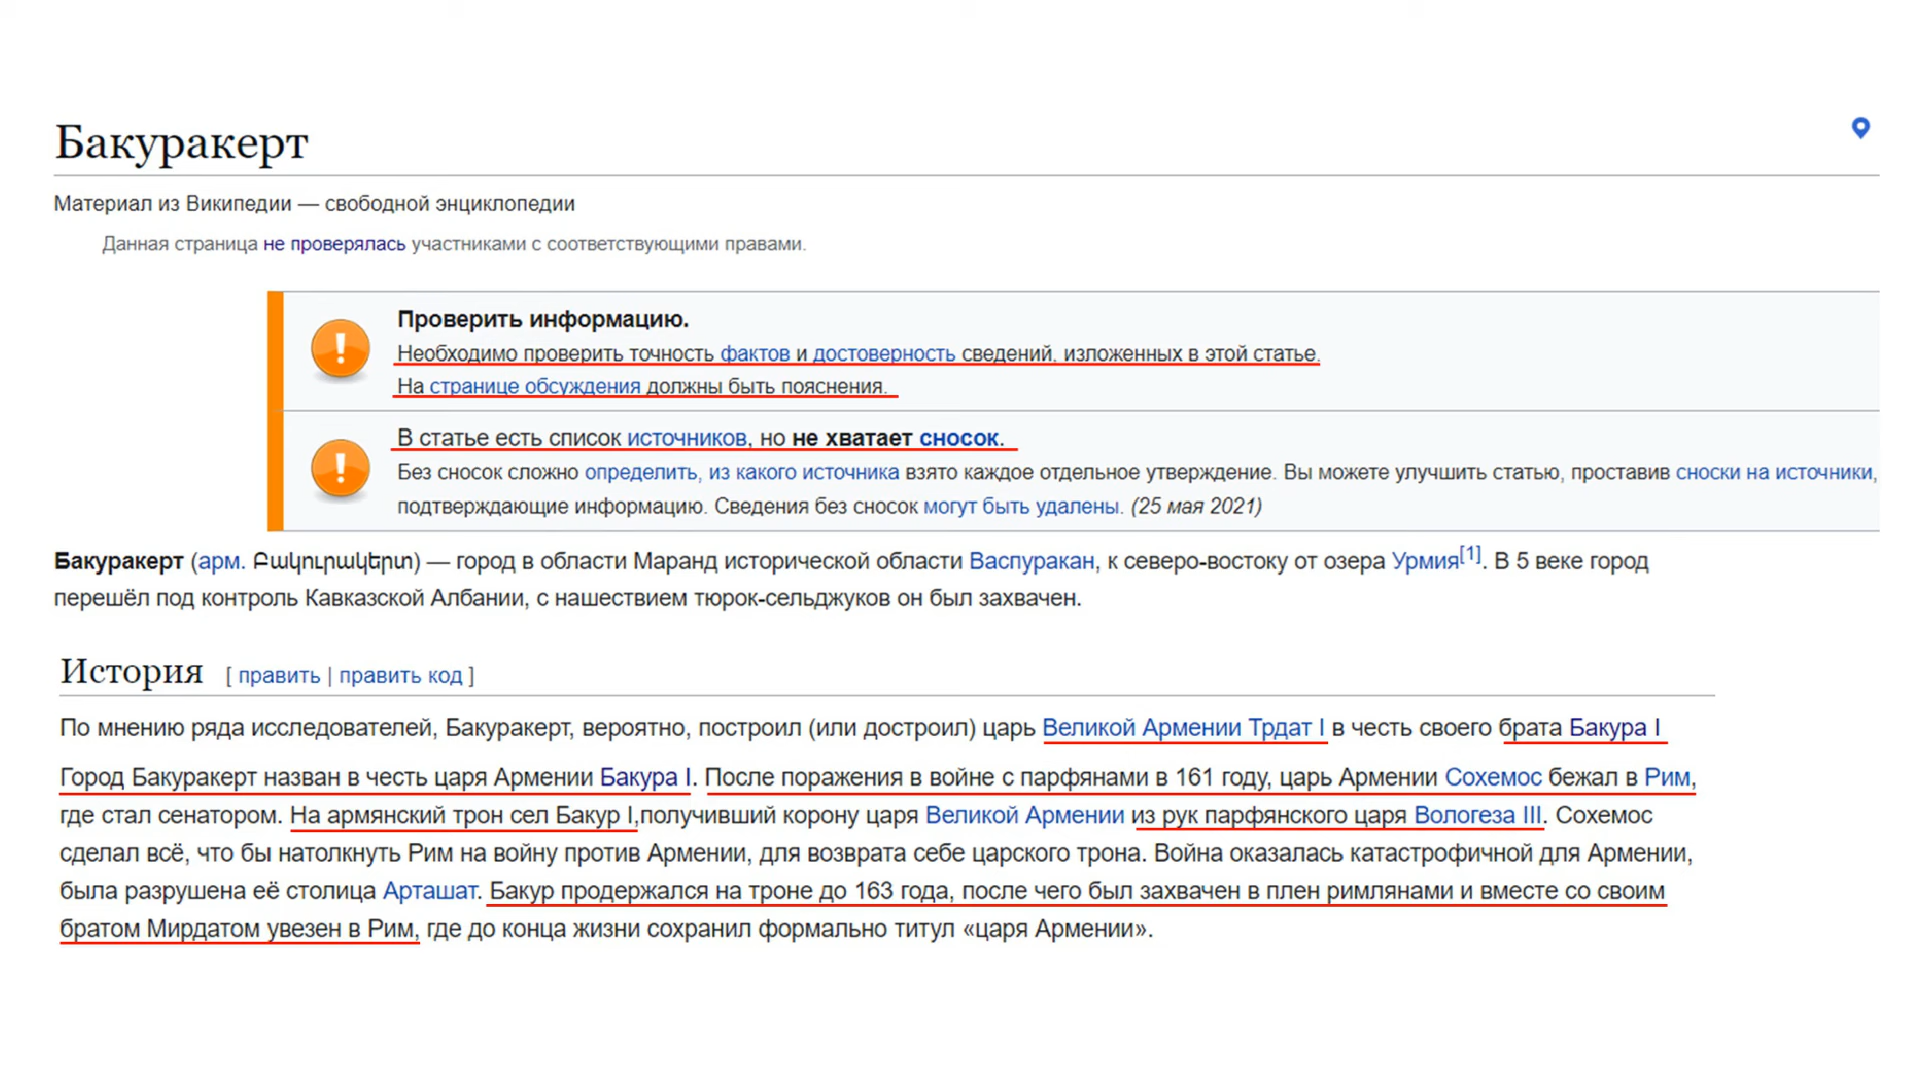 Бакуракерт
Материал из Википедии — свободной энциклопедии
Данная страница не проверялась участниками с соответствующими правами.
Проверить информацию.
Необходимо проверить точность фактов и достоверность сведений, изложенных в этой статье.
На странице обсуждения должны быть пояснения.
В статье есть список источников, но не хватает сносок.
Без сносок сложно определить, из какого источника взято каждое отдельное утверждение. Вы можете улучшить статью, проставив сноски на источники,
подтверждающие информацию. Сведения без сносок могут быть удалены. (25 мая 2021)
Бакуракерт (арм. Բակուրակերտ) — город в области Маранд исторической области Васпуракан, к северо-востоку от озера Урмия[1]. В 5 веке город
перешёл под контроль Кавказской Албании, с нашествием тюрок-сельджуков он был захвачен.
История [ править | править код ]
По мнению ряда исследователей, Бакуракерт, вероятно, построил (или достроил) царь Великой Армении Трдат I в честь своего брата Бакура I
Город Бакуракерт назван в честь царя Армении Бакура I. После поражения в войне с парфянами в 161 году, царь Армении Сохемос бежал в Рим,
где стал сенатором. На армянский трон сел Бакур I,получивший корону царя Великой Армении из рук парфянского царя Вологеза III. Сохемос
сделал всё, что бы натолкнуть Рим на войну против Армении, для возврата себе царского трона. Война оказалась катастрофичной для Армении,
была разрушена её столица Арташат. Бакур продержался на троне до 163 года, после чего был захвачен в плен римлянами и вместе со своим
братом Мирдатом увезен в Рим, где до конца жизни сохранил формально титул «царя Армении».